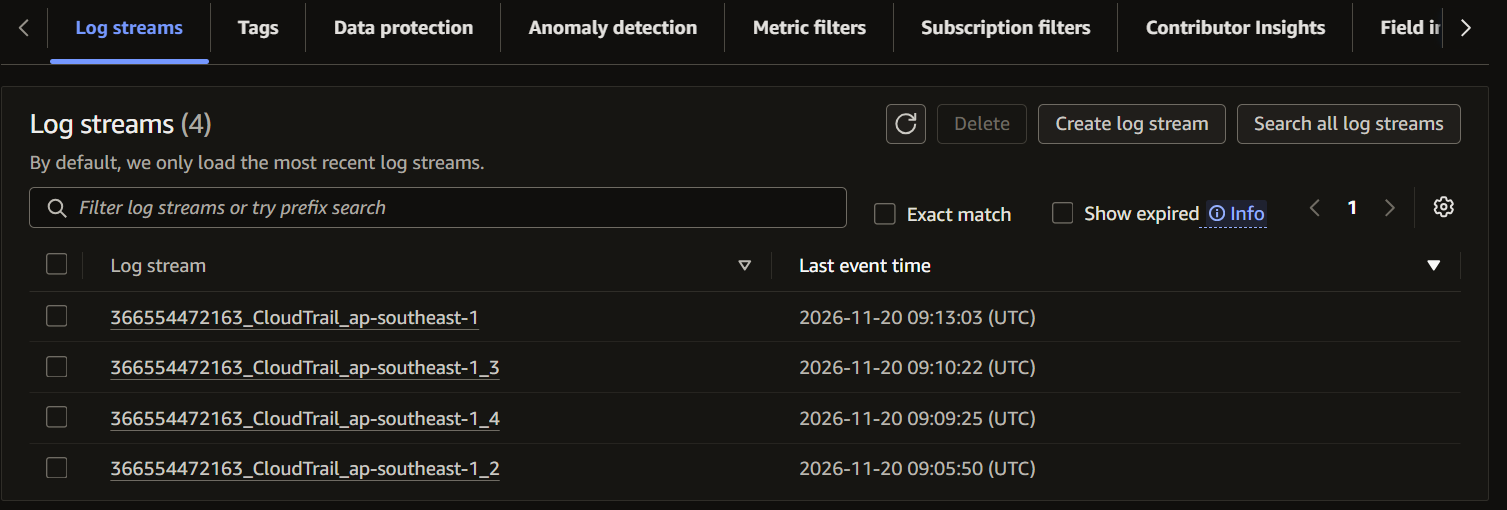 Log streams Tags Data protection Anomaly detection Metric filters Subscription filters Contributor Insights Field in
Log streams (4)
Delete Create log stream Search all log streams
By default, we only load the most recent log streams.
Filter log streams or try prefix search
Exact match Show expired Info 1
Log stream Last event time
366554472163_CloudTrail_ap-southeast-1 2026-11-20 09:13:03 (UTC)
366554472163_CloudTrail_ap-southeast-1_3 2026-11-20 09:10:22 (UTC)
366554472163_CloudTrail_ap-southeast-1_4 2026-11-20 09:09:25 (UTC)
366554472163_CloudTrail_ap-southeast-1_2 2026-11-20 09:05:50 (UTC)